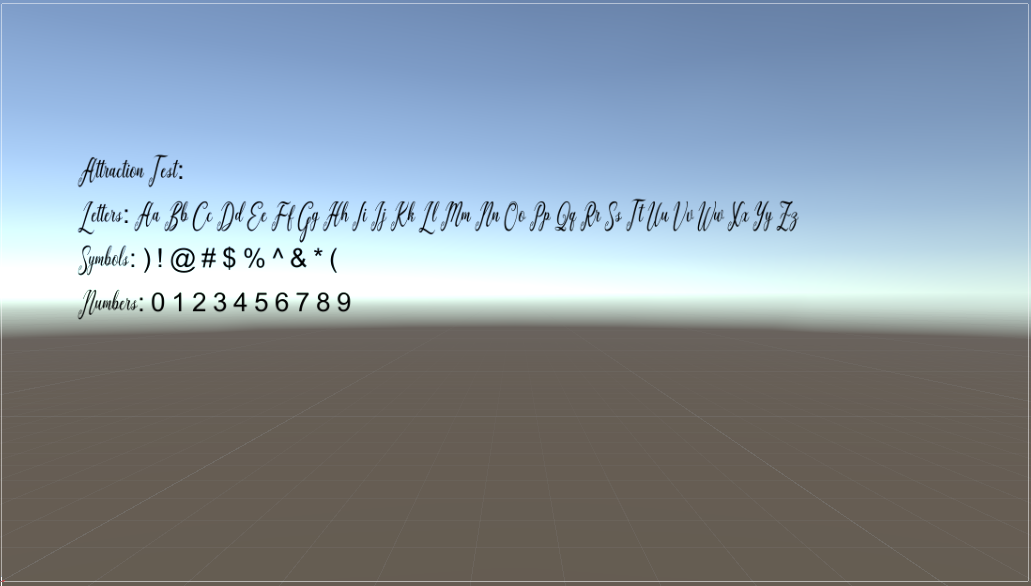 Attraction Test:
Letters: Aa Bb Cc Dd Ee Ff Gg Hh Ii Jj Kk Ll Mm Nn Oo Pp Qq Rr Ss Tt Uu Vv Ww Xx Yy Zz
Symbols: ) ! @ # $ % ^ & * (
Numbers: 0 1 2 3 4 5 6 7 8 9